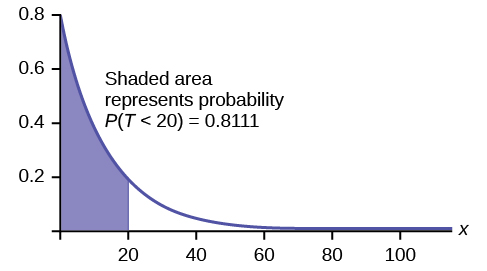 0.8
0.6
Shaded area
represents probability
0.4
P(T < 20) = 0.8111
0.2
x
20 40 60 80 100